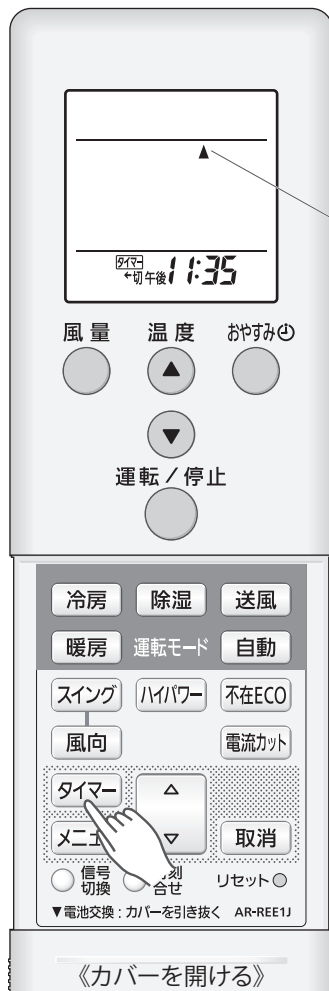 タイマー
←切 午後 11:35
風量 温度 おやすみ
運転／停止
冷房 除湿 送風
暖房 運転モード 自動
スイング ハイパワー 不在ECO
風向 電流カット
タイマー
取消
信号 合せ リセット
切換
▼電池交換：カバーを引き抜く AR-REE1J
《カバーを開ける》